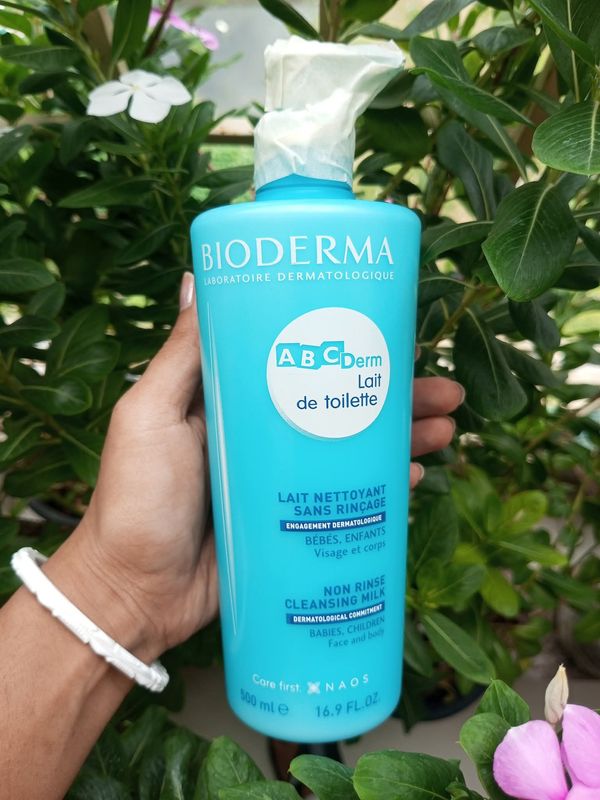 BIODERMA
LABORATOIRE DERMATOLOGIQUE
ABCDerm
Lait
de toilette
LAIT NETTOYANT
SANS RINÇAGE
ENGAGEMENT DERMATOLOGIQUE
BÉBÉS, ENFANTS
Visage et corps
NON RINSE
CLEANSING MILK
DERMATOLOGICAL COMMITMENT
BABIES, CHILDREN
Face and body
Care first. NAOS
500 ml ℮ 16.9 FL.OZ.